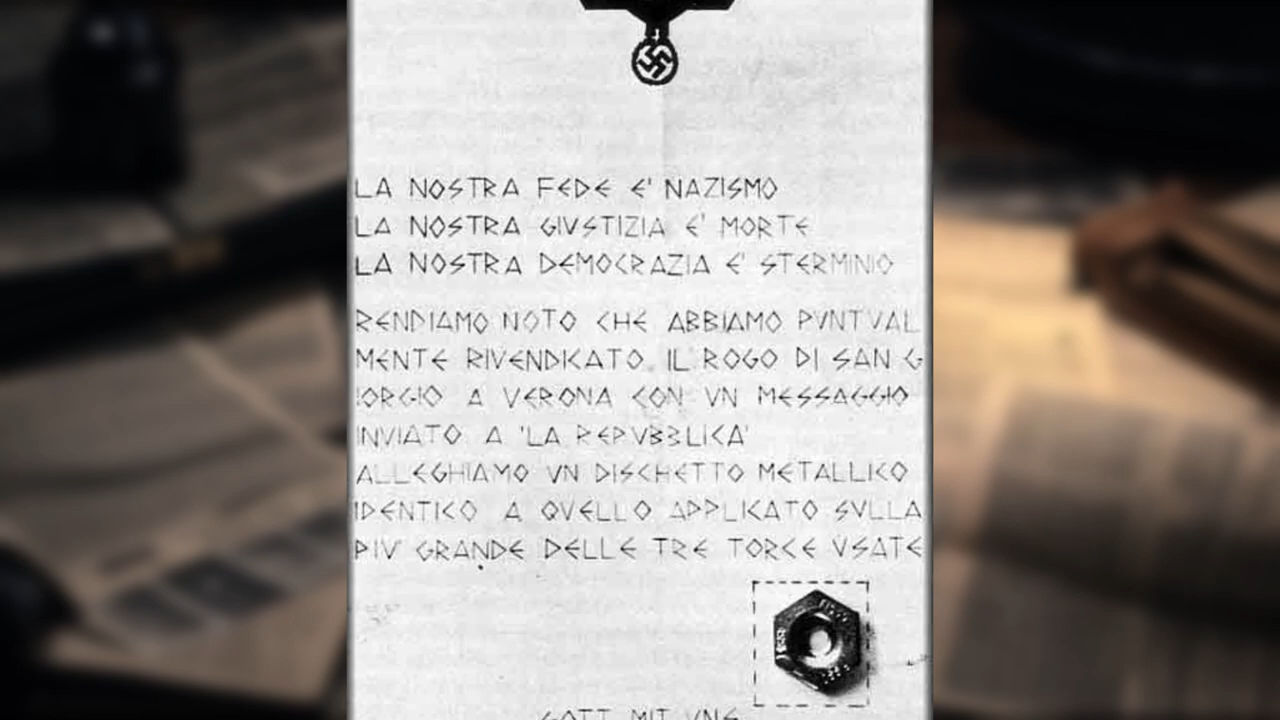 LA NOSTRA FEDE E' NAZISMO
LA NOSTRA GIVSTIZIA E' MORTE
LA NOSTRA DEMOCRAZIA E' STERMINIO
RENDIAMO NOTO CHE ABBIAMO PVNTVAL
MENTE RIVENDICATO IL ROGO DI SAN G
IORGIO A VERONA CON VN MESSAGGIO
INVIATO A 'LA REPVBBLICA'
ALLEGHIAMO VN DISCHETTO METALLICO
IDENTICO A QVELLO APPLICATO SVLLA
PIV' GRANDE DELLE TRE TORCE VSATE
GOTT MIT VNS